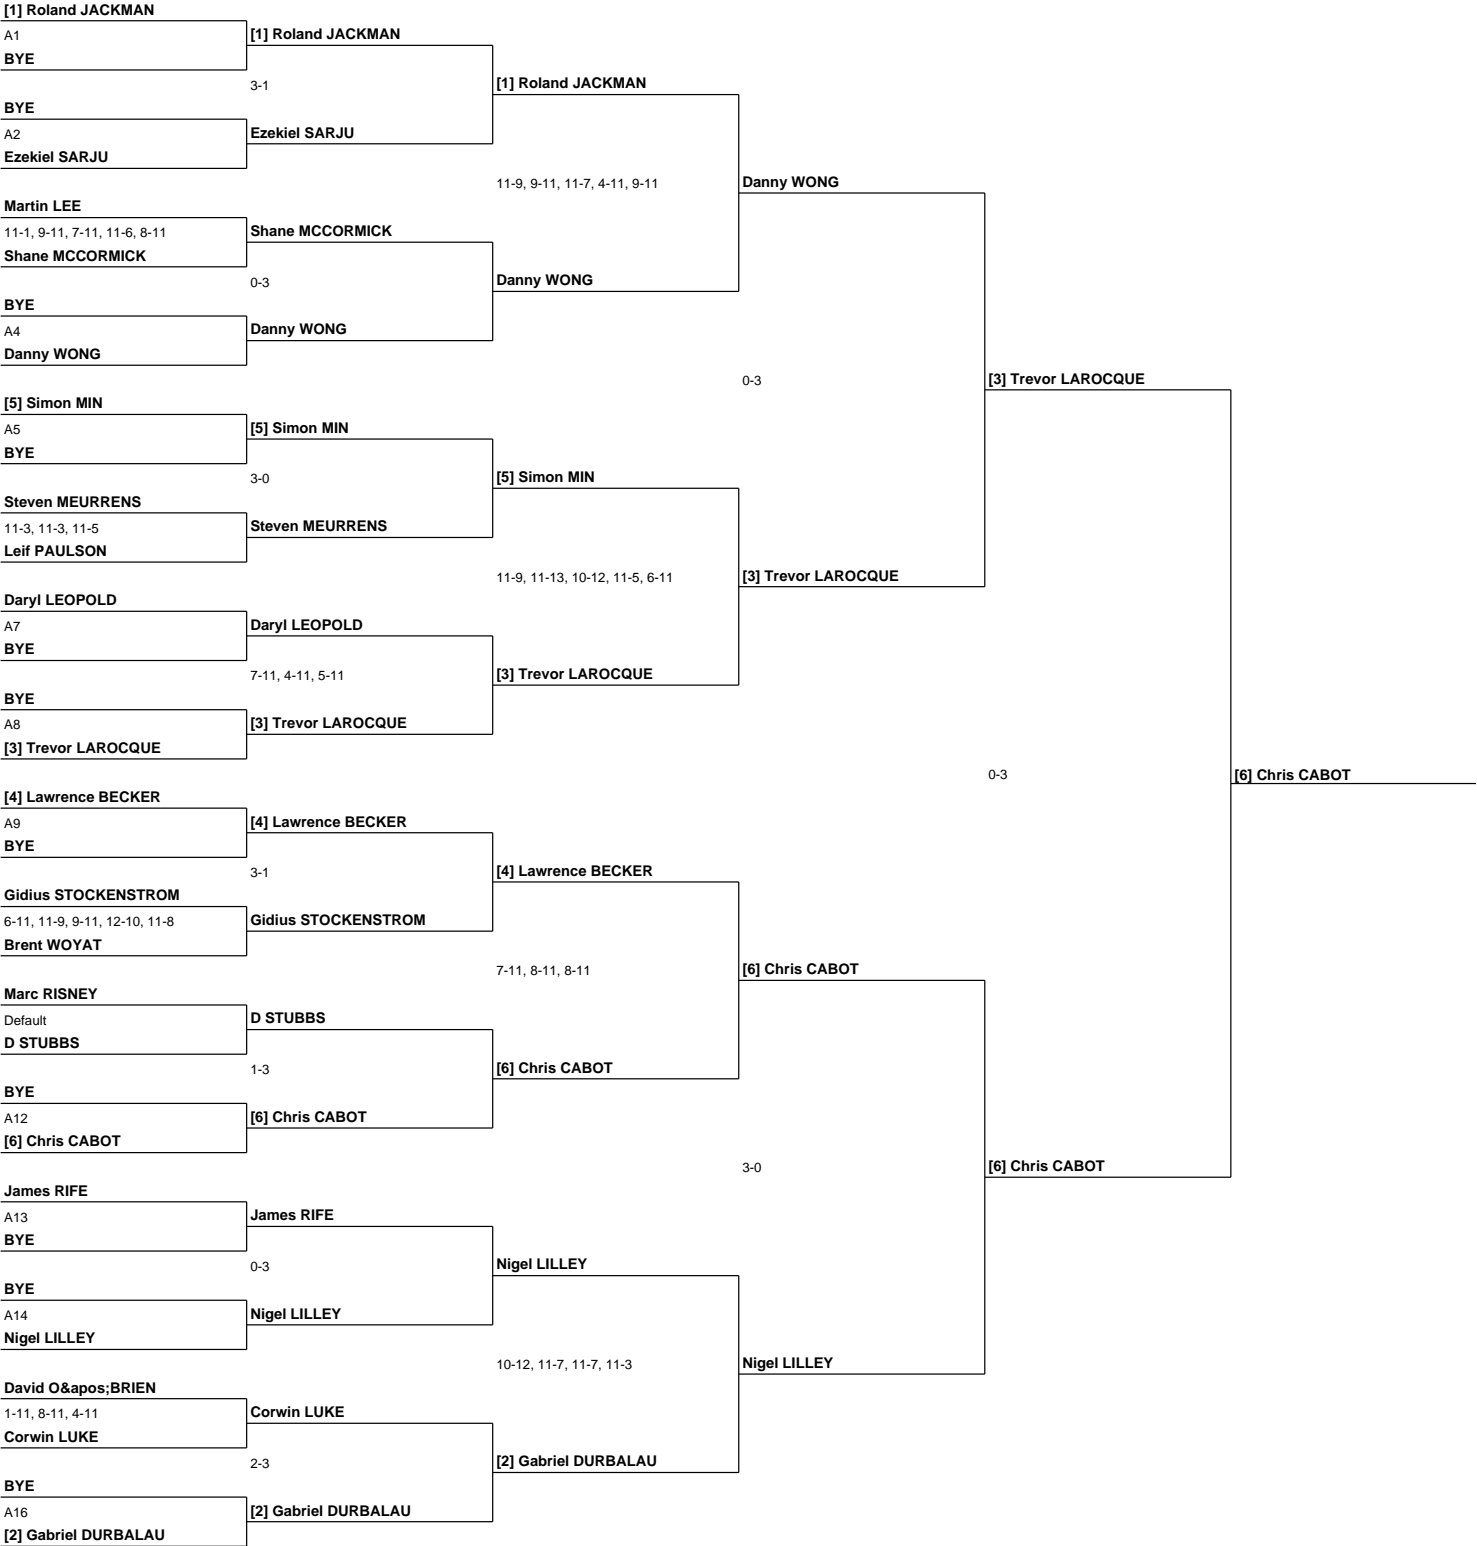 [1] Roland JACKMAN
A1
BYE
BYE
A2
Ezekiel SARJU
Martin LEE
11-1, 9-11, 7-11, 11-6, 8-11
Shane MCCORMICK
BYE
A4
Danny WONG
[5] Simon MIN
A5
BYE
Steven MEURRENS
11-3, 11-3, 11-5
Leif PAULSON
Daryl LEOPOLD
A7
BYE
BYE
A8
[3] Trevor LAROCQUE
[4] Lawrence BECKER
A9
BYE
Gidius STOCKENSTROM
6-11, 11-9, 9-11, 12-10, 11-8
Brent WOYAT
Marc RISNEY
Default
D STUBBS
BYE
A12
[6] Chris CABOT
James RIFE
A13
BYE
BYE
A14
Nigel LILLEY
David O&apos;BRIEN
1-11, 8-11, 4-11
Corwin LUKE
BYE
A16
[2] Gabriel DURBALAU
[1] Roland JACKMAN
3-1
Ezekiel SARJU
Shane MCCORMICK
0-3
Danny WONG
[5] Simon MIN
3-0
Steven MEURRENS
Daryl LEOPOLD
7-11, 4-11, 5-11
[3] Trevor LAROCQUE
[4] Lawrence BECKER
3-1
Gidius STOCKENSTROM
D STUBBS
1-3
[6] Chris CABOT
James RIFE
0-3
Nigel LILLEY
Corwin LUKE
2-3
[2] Gabriel DURBALAU
[1] Roland JACKMAN
11-9, 9-11, 11-7, 4-11, 9-11
Danny WONG
[5] Simon MIN
11-9, 11-13, 10-12, 11-5, 6-11
[3] Trevor LAROCQUE
[4] Lawrence BECKER
7-11, 8-11, 8-11
[6] Chris CABOT
Nigel LILLEY
10-12, 11-7, 11-7, 11-3
[2] Gabriel DURBALAU
Danny WONG
0-3
[3] Trevor LAROCQUE
[6] Chris CABOT
3-0
Nigel LILLEY
[3] Trevor LAROCQUE
0-3
[6] Chris CABOT
[6] Chris CABOT